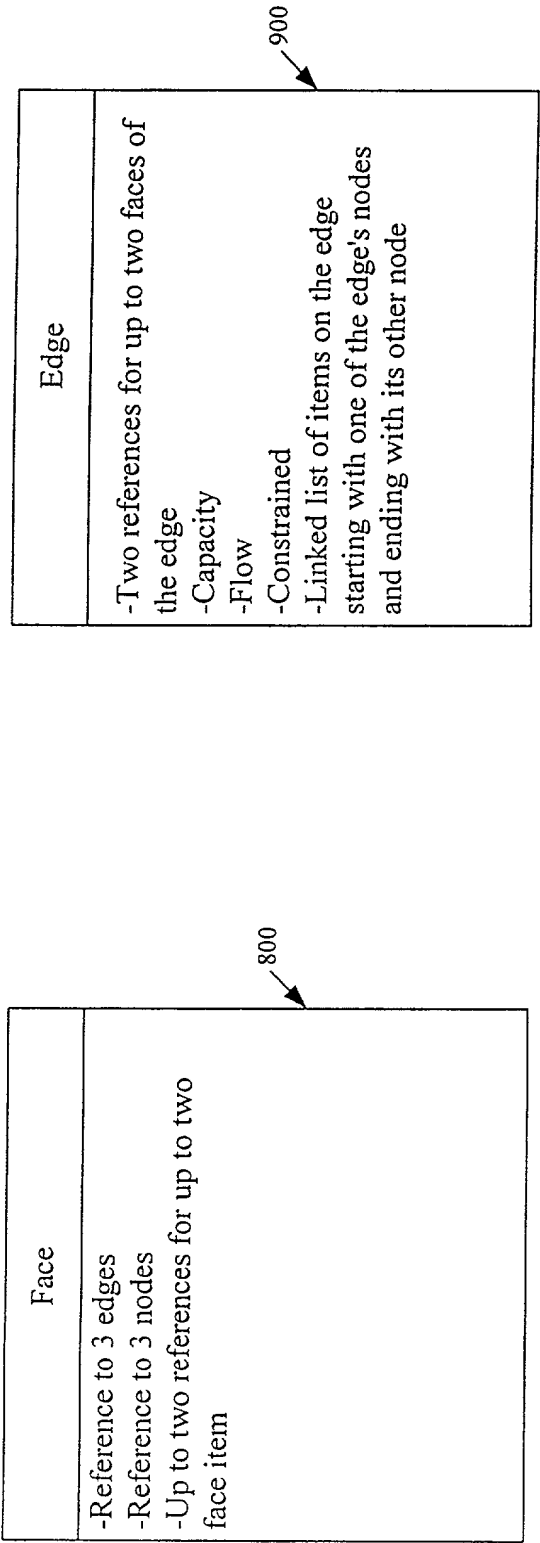 Face
-Reference to 3 edges
-Reference to 3 nodes
-Up to two references for up to two
face item
800
Edge
-Two references for up to two faces of
the edge
-Capacity
-Flow
-Constrained
-Linked list of items on the edge
starting with one of the edge's nodes
and ending with its other node
900